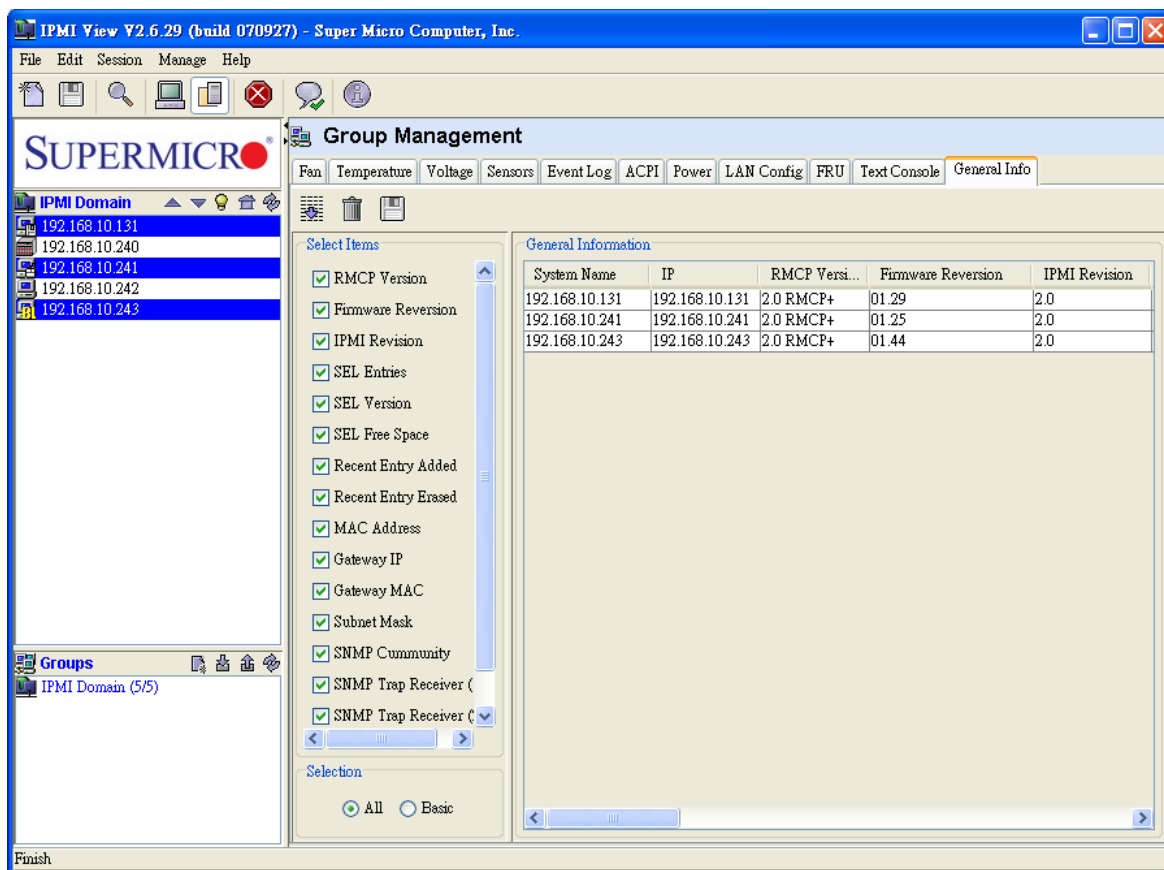 IPMI View V2.6.29 (build 070927) - Super Micro Computer, Inc.
File Edit Session Manage Help
SUPERMICRO®
IPMI Domain
192.168.10.131
192.168.10.240
192.168.10.241
192.168.10.242
192.168.10.243
Groups
IPMI Domain (5/5)
Group Management
Fan Temperature Voltage Sensors Event Log ACPI Power LAN Config FRU Text Console General Info
Select Items
RMCP Version
Firmware Reversion
IPMI Revision
SEL Entries
SEL Version
SEL Free Space
Recent Entry Added
Recent Entry Erased
MAC Address
Gateway IP
Gateway MAC
Subnet Mask
SNMP Cummunity
SNMP Trap Receiver (
SNMP Trap Receiver (
Selection
All Basic
General Information
System Name IP RMCP Versi... Firmware Reversion IPMI Revision
192.168.10.131 192.168.10.131 2.0 RMCP+ 01.29 2.0
192.168.10.241 192.168.10.241 2.0 RMCP+ 01.25 2.0
192.168.10.243 192.168.10.243 2.0 RMCP+ 01.44 2.0
Finish